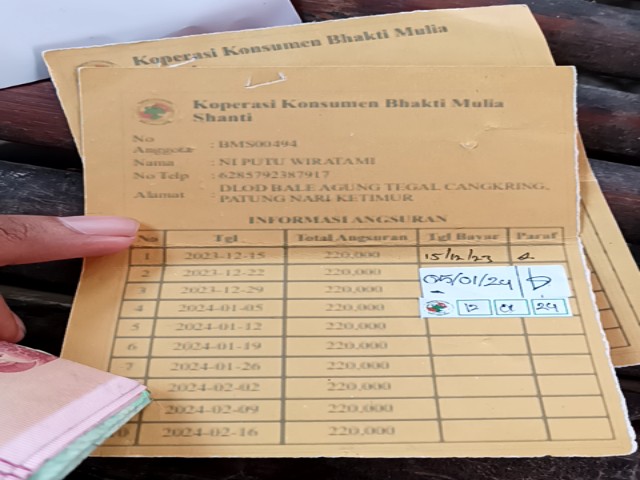 Koperasi Konsumen Bhakti Mulia
Koperasi Konsumen Bhakti Mulia
Shanti
No
Anggota : BMS00494
Nama : NI PUTU WIRATAMI
No Telp : 6285792387917
Alamat : DLOD BALE AGUNG TEGAL CANGKRING,
PATUNG NARI KETIMUR
INFORMASI ANGSURAN
No Tgl Total Angsuran Tgl Bayar Paraf
1 2023-12-15 220,000 15/12/23
2 2023-12-22 220,000 05/01/24
3 2023-12-29 220,000
4 2024-01-05 220,000 12 01 24
5 2024-01-12 220,000
6 2024-01-19 220,000
7 2024-01-26 220,000
2024-02-02 220,000
2024-02-09 220,000
2024-02-16 220,000